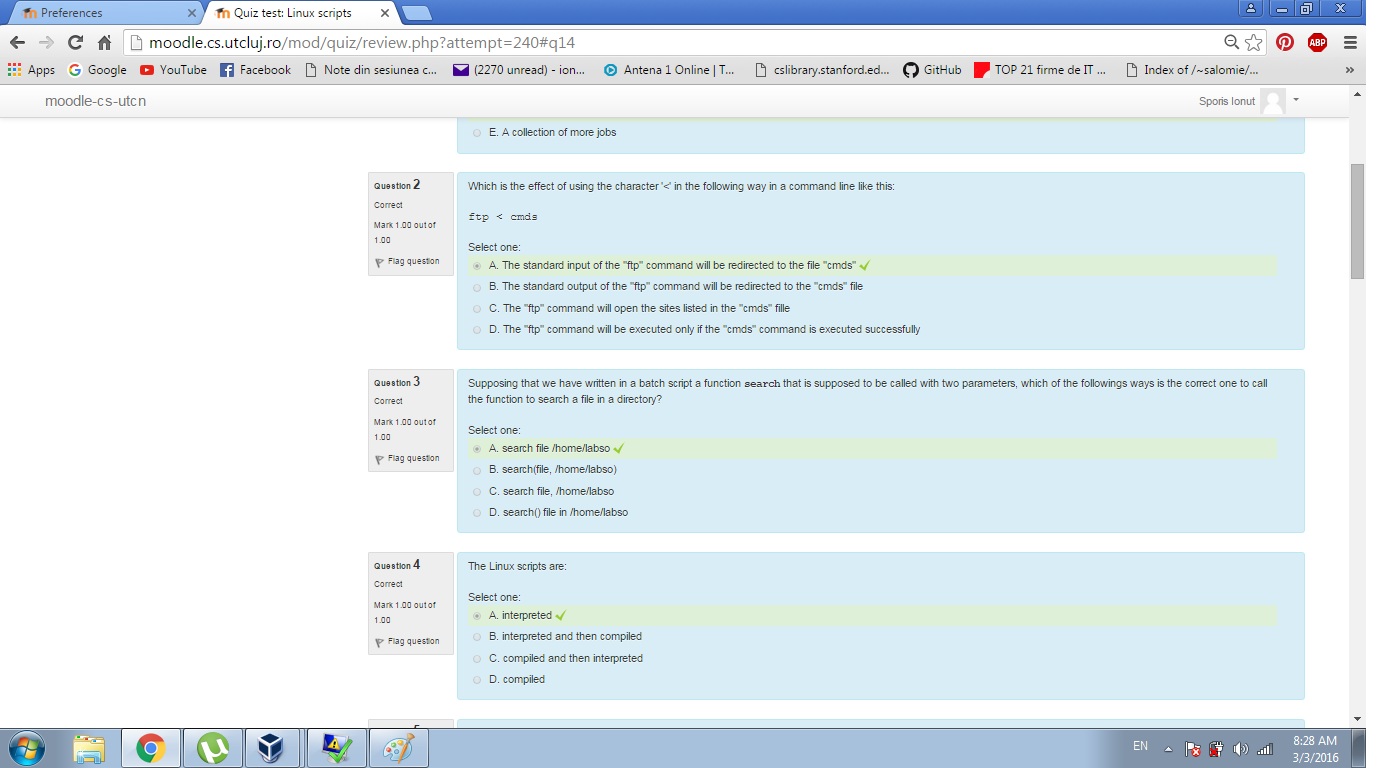 Preferences
Quiz test: Linux scripts
moodle.cs.utcluj.ro/mod/quiz/review.php?attempt=240#q14
ABP
Apps
Google
YouTube
Facebook
Note din sesiunea c...
(2270 unread) - ion...
Antena 1 Online | T...
cslibrary.stanford.ed...
GitHub
TOP 21 firme de IT ...
Index of /~salomie/...
»
moodle-cs-utcn
Sporis Ionut
E. A collection of more jobs
Question 2
Correct
Mark 1.00 out of
1.00
Flag question
Which is the effect of using the character '<' in the following way in a command line like this:
ftp < cmds
Select one:
A. The standard input of the "ftp" command will be redirected to the file "cmds"
B. The standard output of the "ftp" command will be redirected to the "cmds" file
C. The "ftp" command will open the sites listed in the "cmds" fille
D. The "ftp" command will be executed only if the "cmds" command is executed successfully
Question 3
Correct
Mark 1.00 out of
1.00
Flag question
Supposing that we have written in a batch script a function search that is supposed to be called with two parameters, which of the followings ways is the correct one to call
the function to search a file in a directory?
Select one:
A. search file /home/labso
B. search(file, /home/labso)
C. search file, /home/labso
D. search() file in /home/labso
Question 4
Correct
Mark 1.00 out of
1.00
Flag question
The Linux scripts are:
Select one:
A. interpreted
B. interpreted and then compiled
C. compiled and then interpreted
D. compiled
EN
8:28 AM
3/3/2016